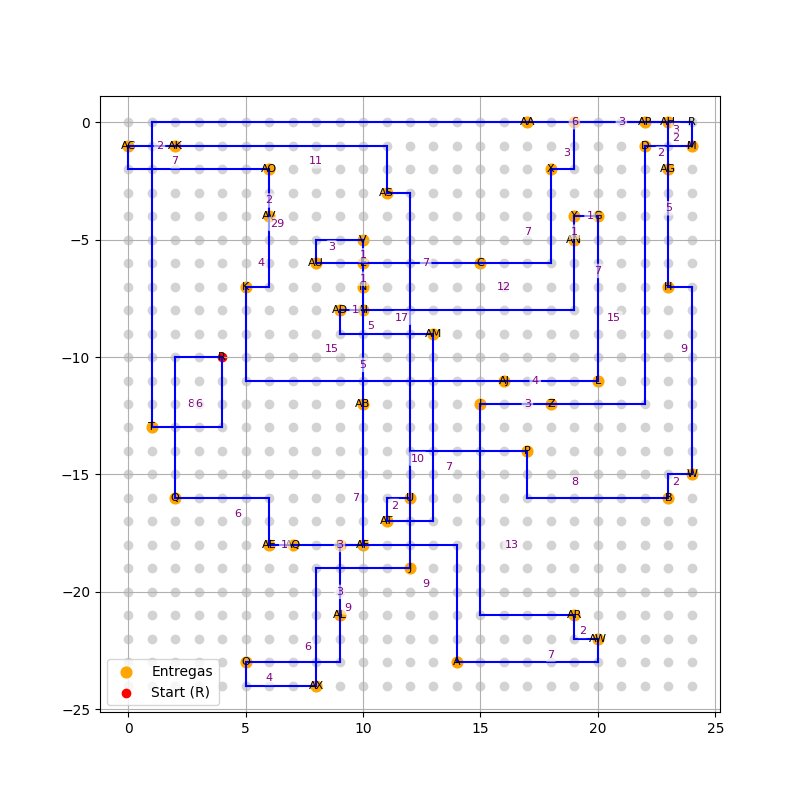 0
AA
6
3
AP
AH
R
3
2
AC
2
AK
D
2
M
7
11
3
AO
X
AG
2
AS
AV
29
Y
1
G
5
7
1
V
3
1
AN
AU
4
7
C
7
1
K
12
H
AD
1
17
15
5
AM
15
9
-5
-10
R
5
AJ
4
L
8
6
AB
3
Z
T
10
P
7
-15
W
8
2
7
Q
2
U
B
6
AT
AE
1
3
AF
13
J
-20
3
9
9
AL
AR
6
2
AW
7
O
A
4
AX
-25
Entregas
Start (R)
0
5
10
15
20
25